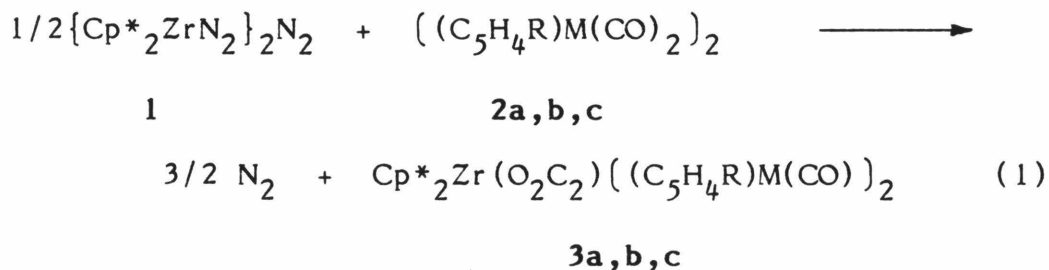 1/2{Cp*₂ZrN₂}₂N₂ + ((C₅H₄R)M(CO)₂)₂ ⟶
1 2a,b,c
3/2 N₂ + Cp*₂Zr(O₂C₂)((C₅H₄R)M(CO))₂ (1)
3a,b,c